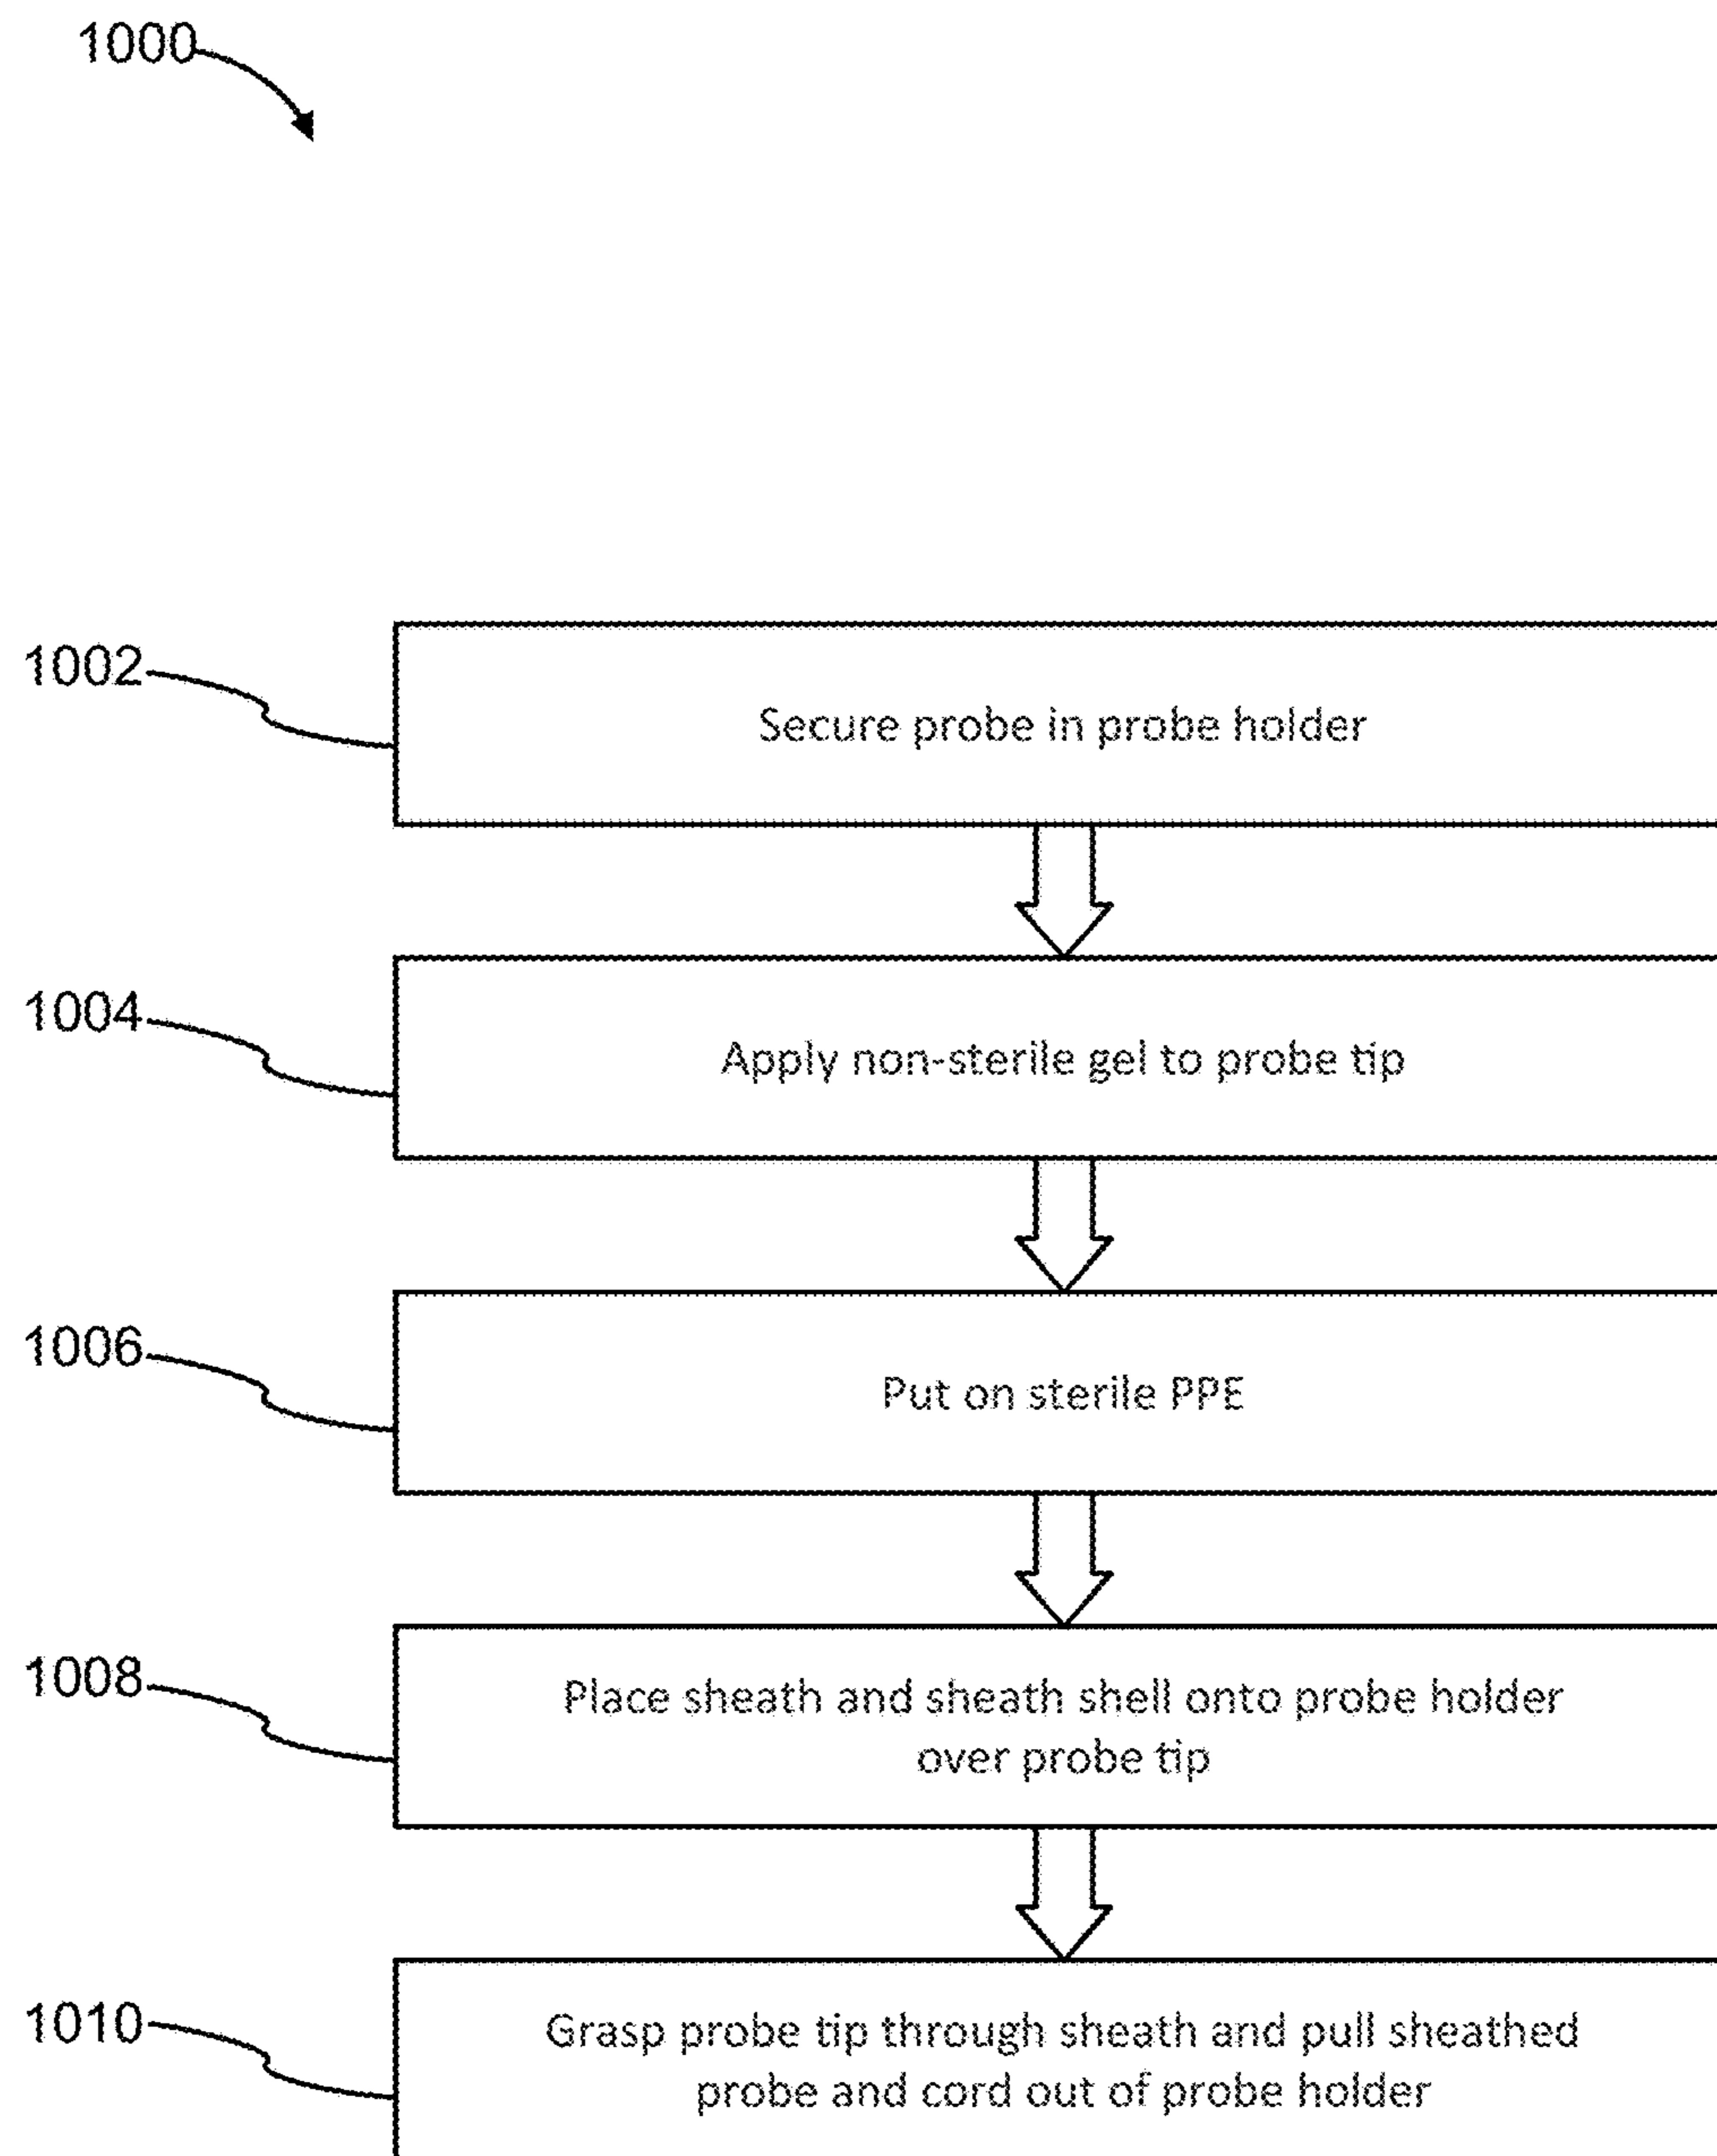 1000
1002
Secure probe in probe holder
1004
Apply non-sterile gel to probe tip
1006
Put on sterile PPE
1008
Place sheath and sheath shell onto probe holder
over probe tip
1010
Grasp probe tip through sheath and pull sheathed
probe and cord out of probe holder